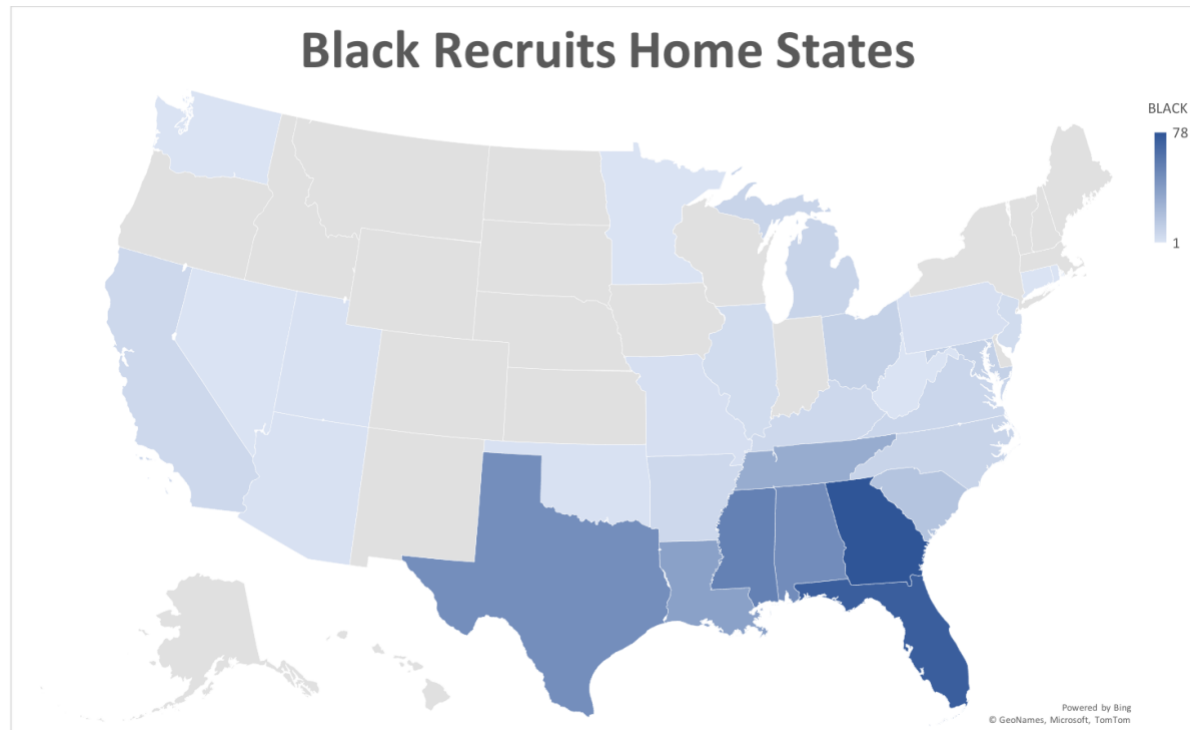 Black Recruits Home States
BLACK
78
1
Powered by Bing
© GeoNames, Microsoft, TomTom